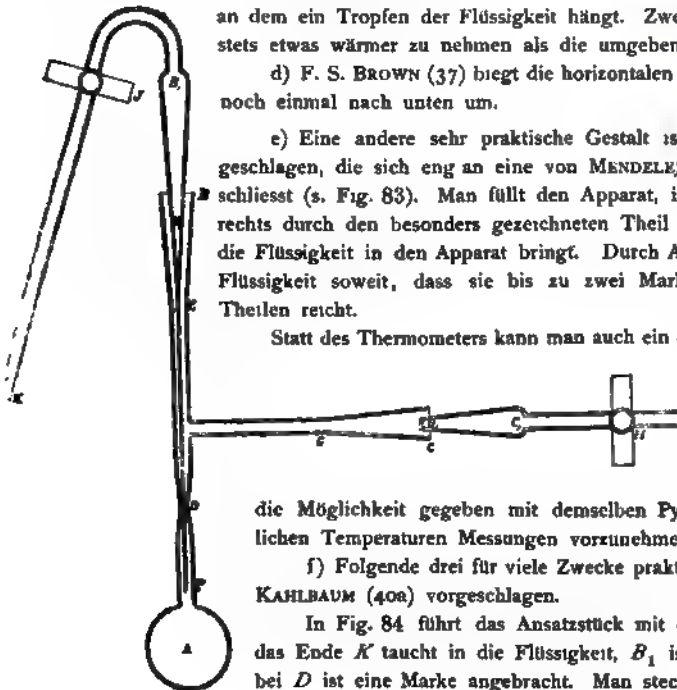 an dem ein Tropfen der Flüssigkeit hängt. Zwe
stets etwas wärmer zu nehmen als die umgeben
d) F. S. BROWN (37) biegt die horizontalen
noch einmal nach unten um.
e) Eine andere sehr praktische Gestalt is
geschlagen, die sich eng an eine von MENDELE
schliesst (s. Fig. 83). Man füllt den Apparat, i
rechts durch den besonders gezeichneten Theil
die Flüssigkeit in den Apparat bringt. Durch A
Flüssigkeit soweit, dass sie bis zu zwei Mark
Theilen reicht.
Statt des Thermometers kann man auch ein
die Möglichkeit gegeben mit demselben Py
lichen Temperaturen Messungen vorzunehme
f) Folgende drei für viele Zwecke prakt
KAHLBAUM (40a) vorgeschlagen.
In Fig. 84 führt das Ansatzstück mit
das Ende K taucht in die Flüssigkeit, B₁ is
bei D ist eine Marke angebracht. Man stec
J
B₁
B
K
G
C
C₁
H
F
A